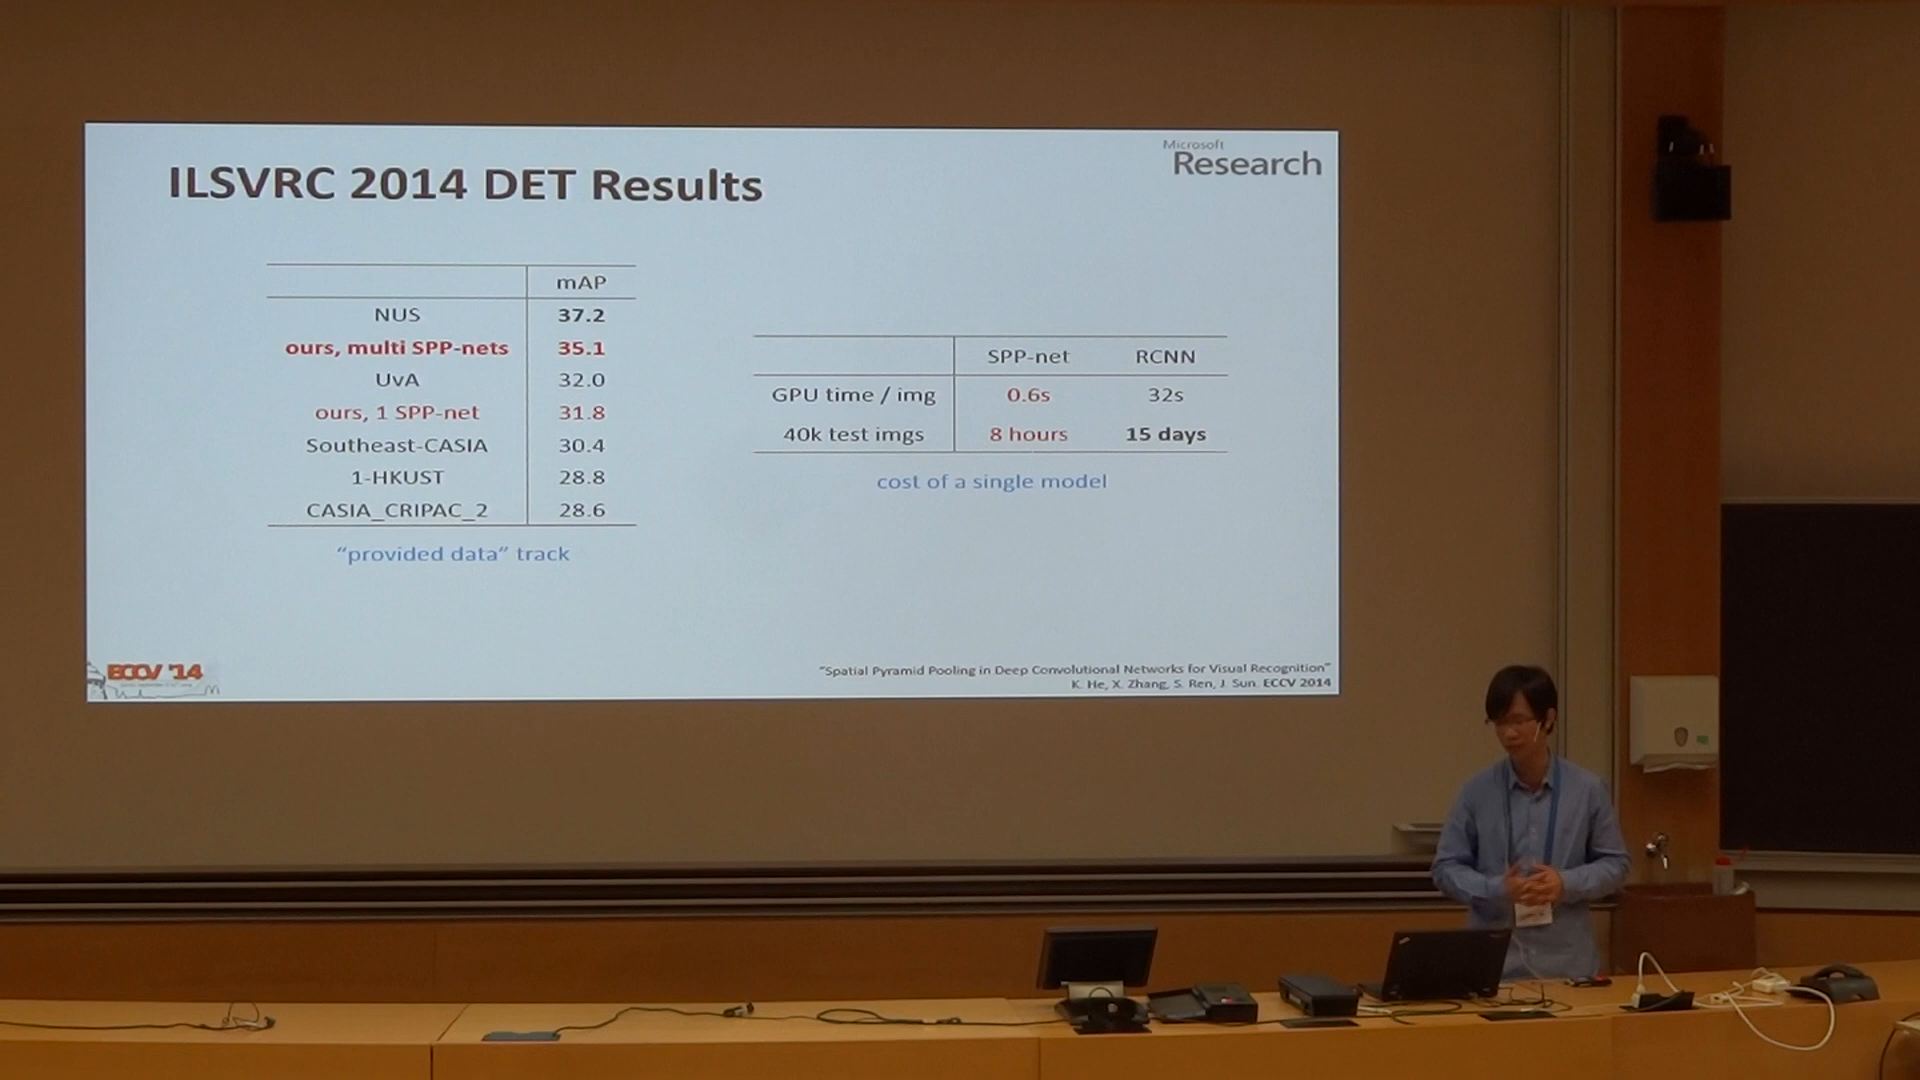 Microsoft
Research
ILSVRC 2014 DET Results
mAP
NUS 37.2
ours, multi SPP-nets 35.1
UvA 32.0
ours, 1 SPP-net 31.8
Southeast-CASIA 30.4
1-HKUST 28.8
CASIA_CRIPAC_2 28.6
"provided data" track
SPP-net RCNN
GPU time / img 0.6s 32s
40k test imgs 8 hours 15 days
cost of a single model
ECCV '14
"Spatial Pyramid Pooling in Deep Convolutional Networks for Visual Recognition"
K. He, X. Zhang, S. Ren, J. Sun. ECCV 2014